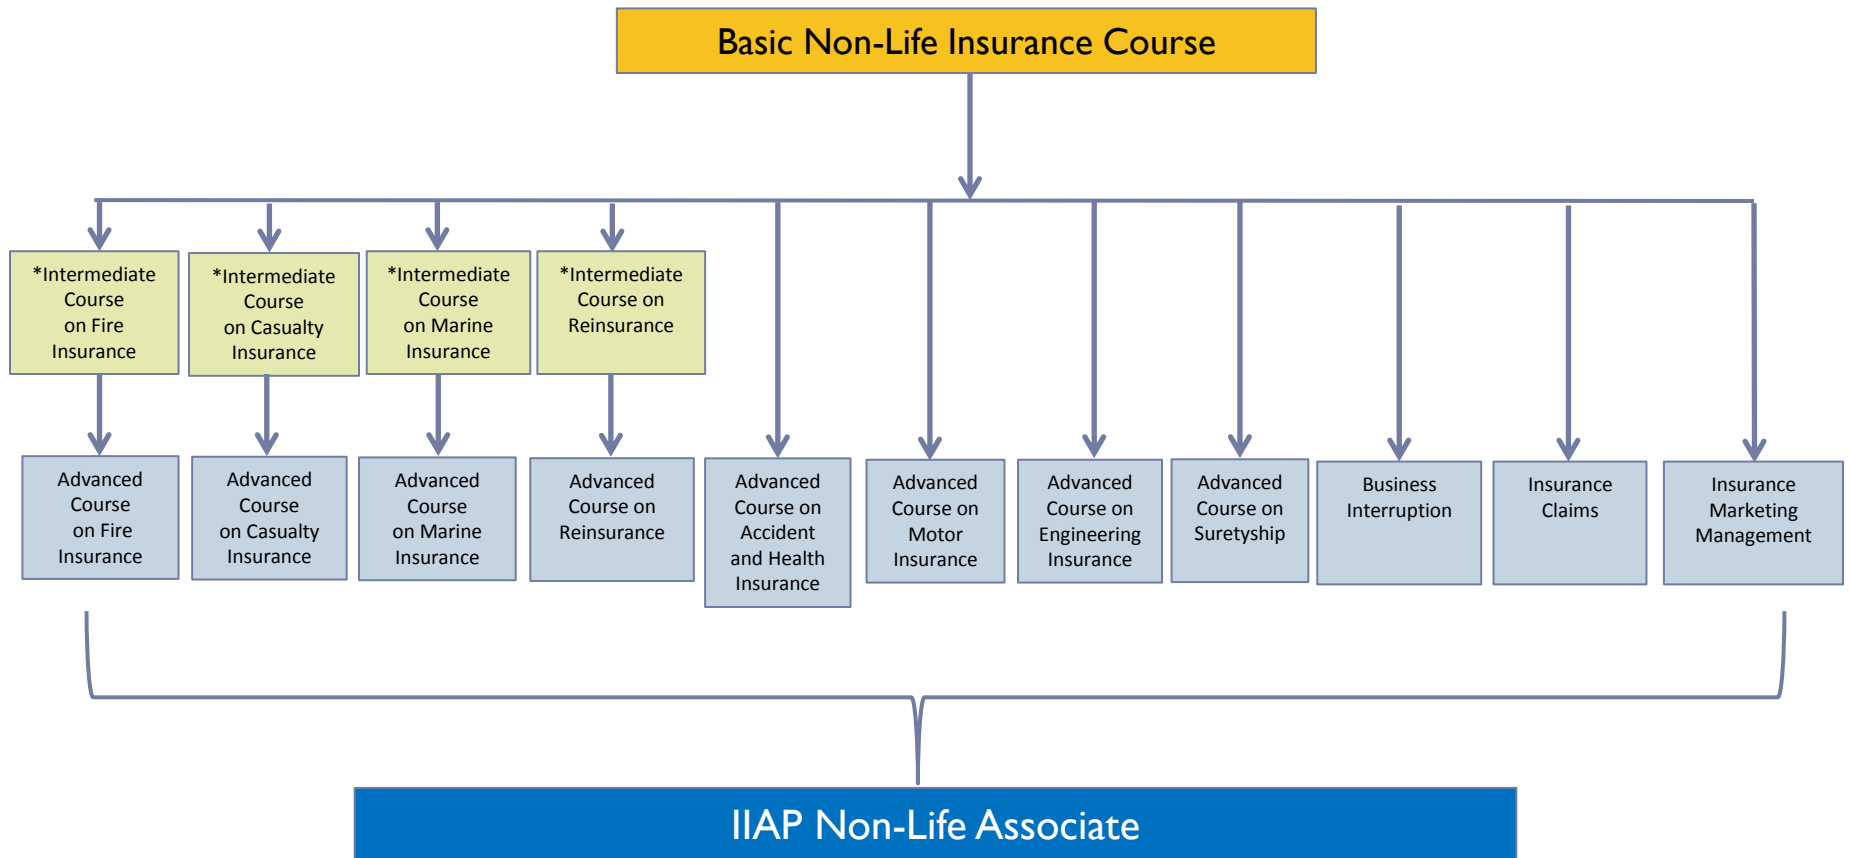 Basic Non-Life Insurance Course
*Intermediate
Course
on Fire
Insurance
*Intermediate
Course
on Casualty
Insurance
*Intermediate
Course
on Marine
Insurance
*Intermediate
Course on
Reinsurance
Advanced
Course
on Fire
Insurance
Advanced
Course
on Casualty
Insurance
Advanced
Course
on Marine
Insurance
Advanced
Course on
Reinsurance
Advanced
Course on
Accident
and Health
Insurance
Advanced
Course on
Motor
Insurance
Advanced
Course on
Engineering
Insurance
Advanced
Course on
Suretyship
Business
Interruption
Insurance
Claims
Insurance
Marketing
Management
IIAP Non-Life Associate